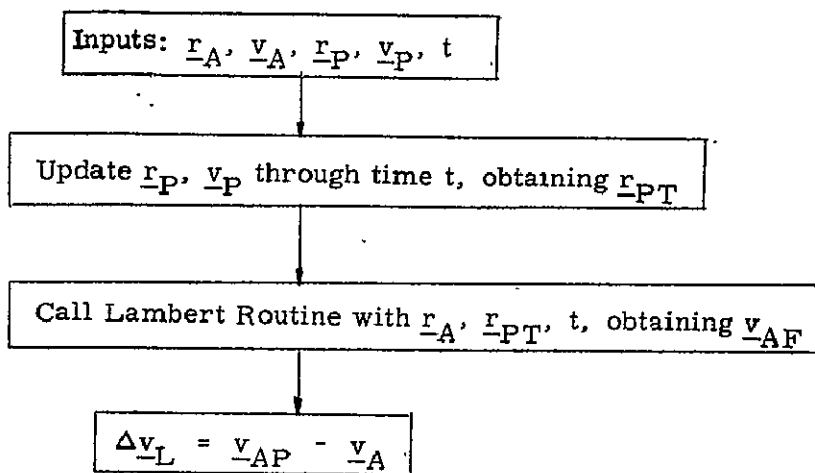 Inputs: r_A, v_A, r_P, v_P, t
Update r_P, v_P through time t, obtaining r_PT
Call Lambert Routine with r_A, r_PT, t, obtaining v_AF
Δv_L = v_AP - v_A